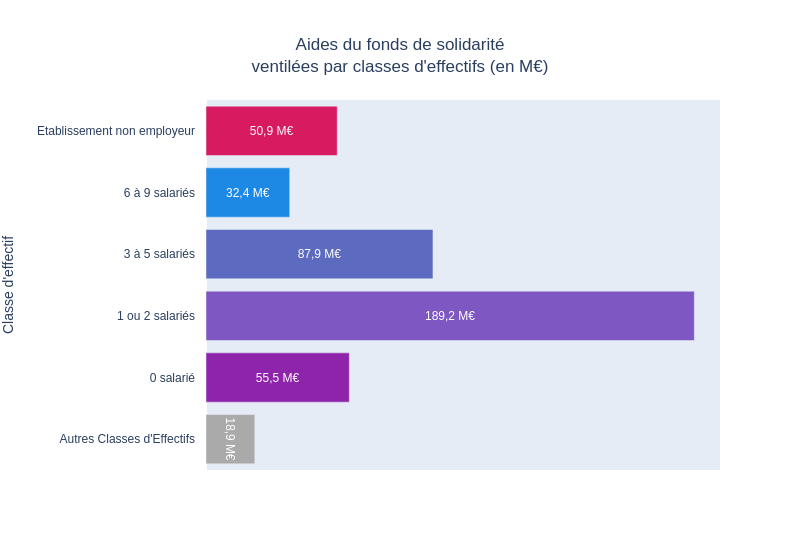 Aides du fonds de solidarité
ventilées par classes d'effectifs (en M€)
Classe d'effectif
Etablissement non employeur
50,9 M€
6 à 9 salariés
32,4 M€
3 à 5 salariés
87,9 M€
1 ou 2 salariés
189,2 M€
0 salarié
55,5 M€
Autres Classes d'Effectifs
18,9 M€